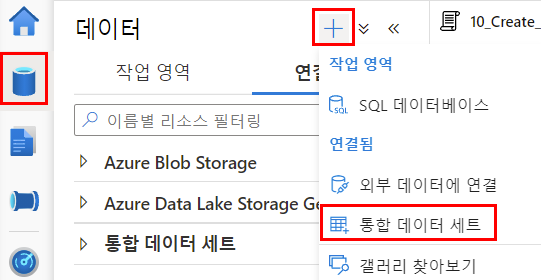 데이터
10_Create_
작업 영역
연결
이름별 리소스 필터링
Azure Blob Storage
Azure Data Lake Storage Ge
통합 데이터 세트
작업 영역
SQL 데이터베이스
연결됨
외부 데이터에 연결
통합 데이터 세트
갤러리 찾아보기